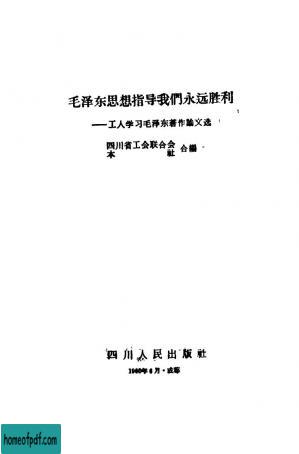 毛泽东思想指导我們永远胜利
——工人学习毛泽东著作論文选
四川省工会联合会
本社 合編
四川人民出版社
1960年6月·成都
homeofpdf.com